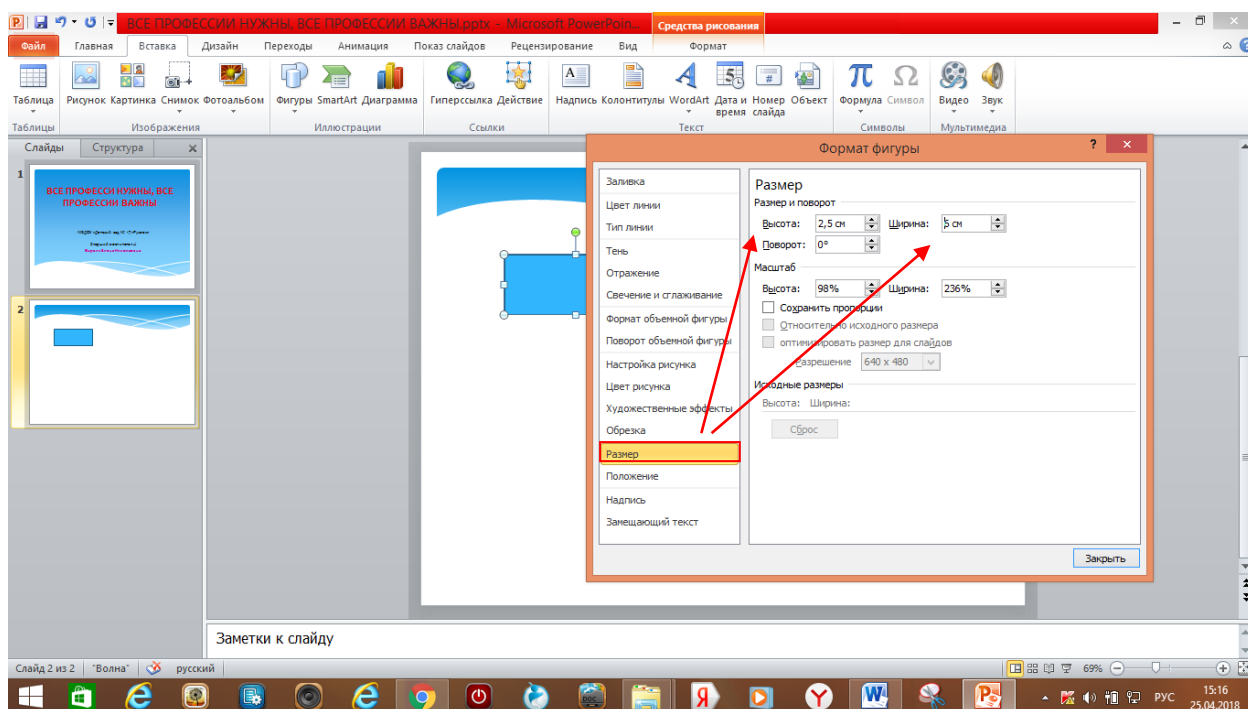 ВСЕ ПРОФЕССИИ НУЖНЫ, ВСЕ ПРОФЕССИИ ВАЖНЫ.pptx - Microsoft PowerPoin...
Средства рисования
Файл Главная Вставка Дизайн Переходы Анимация Показ слайдов Рецензирование Вид Формат
Таблица Рисунок Картинка Снимок Фотоальбом Фигуры SmartArt Диаграмма Гиперссылка Действие Надпись Колонтитулы WordArt Дата и время Номер слайда Объект Формула Символ Видео Звук
Таблицы Изображения Иллюстрации Ссылки Текст Символы Мультимедиа
Слайды Структура
1
ВСЕ ПРОФЕССИ НУЖНЫ, ВСЕ
ПРОФЕССИИ ВАЖНЫ
2
Формат фигуры
Заливка
Цвет линии
Тип линии
Тень
Отражение
Свечение и сглаживание
Формат объемной фигуры
Поворот объемной фигуры
Настройка рисунка
Цвет рисунка
Художественные эффекты
Обрезка
Размер
Положение
Надпись
Замещающий текст
Размер
Размер и поворот
Высота: 2,5 см Ширина: 5 см
Поворот: 0°
Масштаб
Высота: 98% Ширина: 236%
Сохранить пропорции
Относительно исходного размера
оптимизировать размер для слайдов
Разрешение 640 x 480
Исходные размеры
Высота: Ширина:
Сброс
Закрыть
Заметки к слайду
Слайд 2 из 2 "Волна" русский 69%
РУС 15:16
25.04.2018